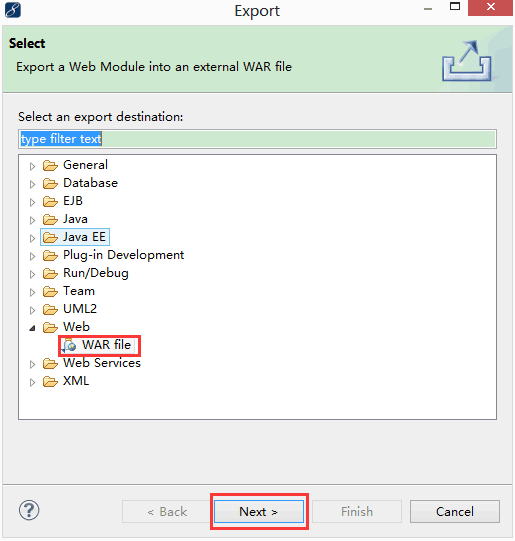 Export
Select
Export a Web Module into an external WAR file
Select an export destination:
type filter text
General
Database
EJB
Java
Java EE
Plug-in Development
Run/Debug
Team
UML2
Web
WAR file
Web Services
XML
? < Back Next > Finish Cancel